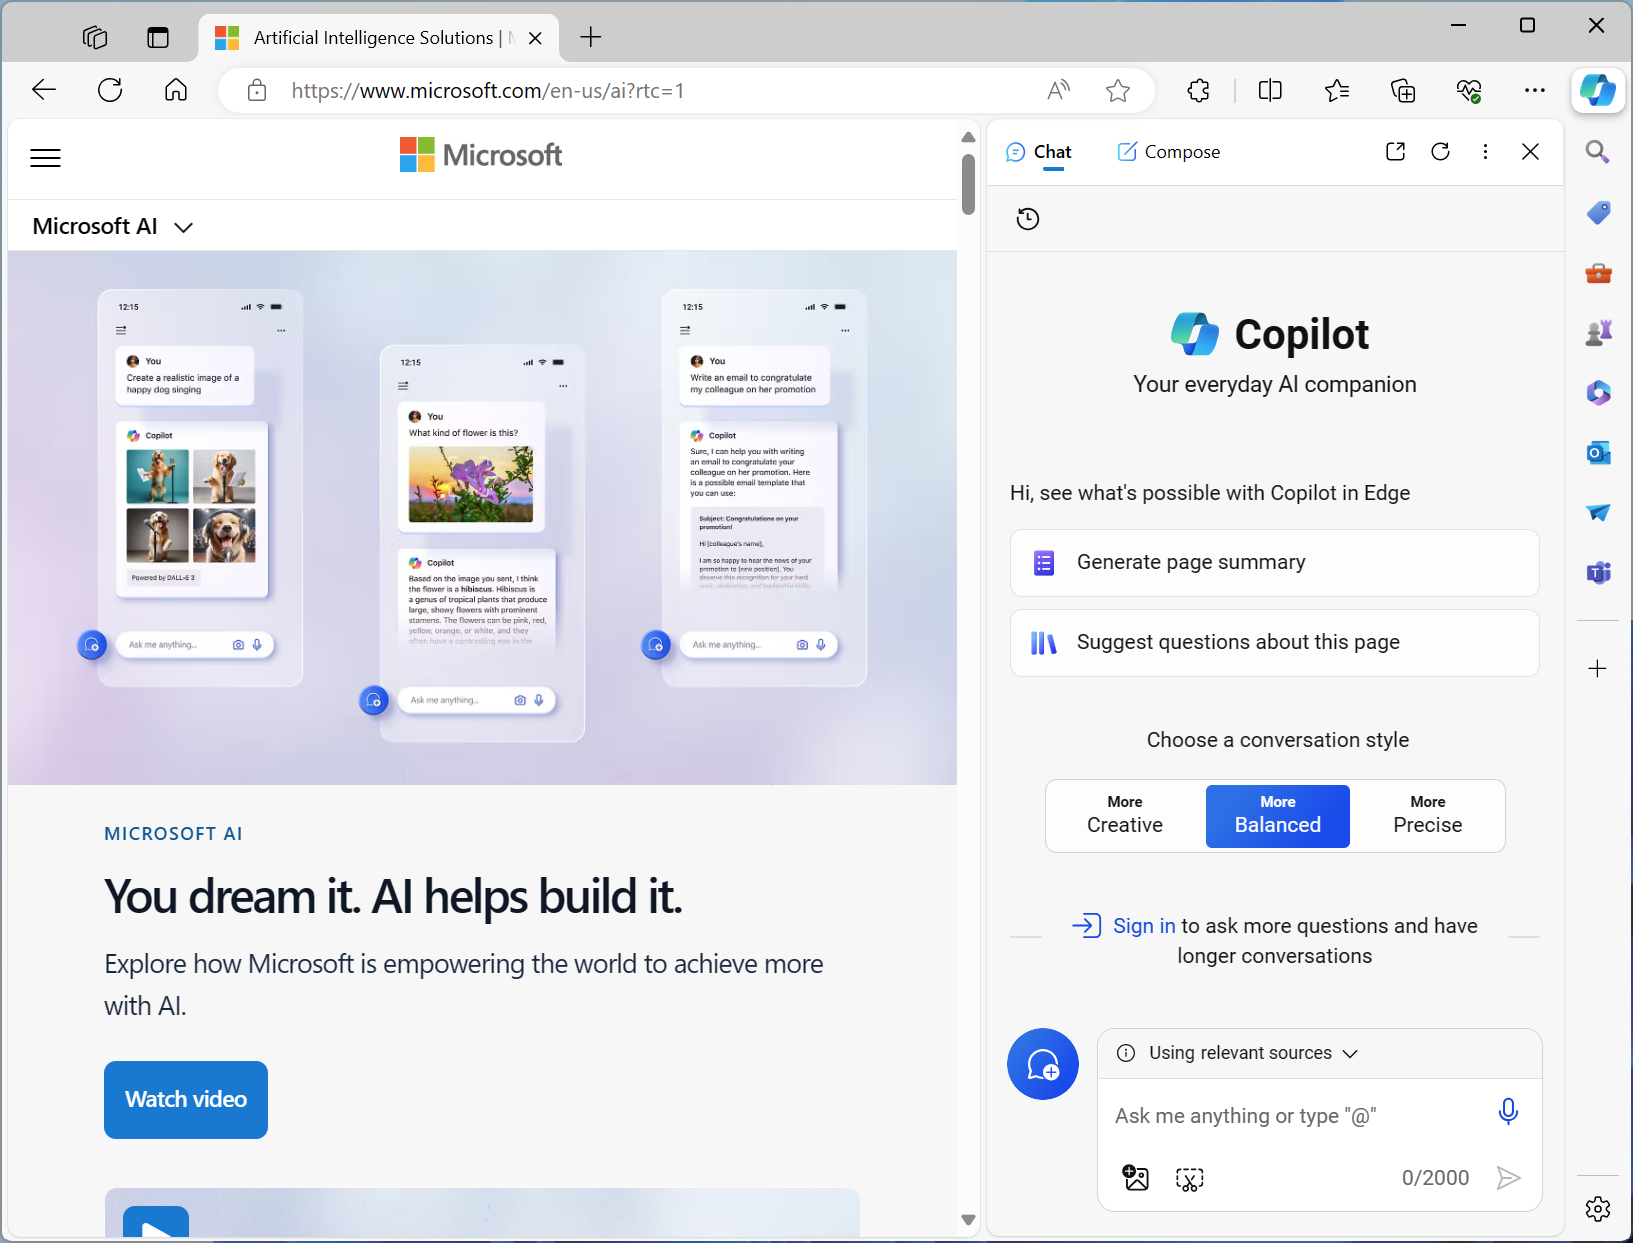 Artificial Intelligence Solutions |
https://www.microsoft.com/en-us/ai?rtc=1
Microsoft
Microsoft AI
12:15
You
Create a realistic image of a
happy dog singing
Copilot
Powered by DALL-E 3
Ask me anything...
12:15
You
What kind of flower is this?
Copilot
Based on the image you sent, I think
the flower is a hibiscus. Hibiscus is
a genus of tropical plants that produce
large, showy flowers with prominent
stamens. The flowers can be pink, red,
yellow, orange, or white, and they
often have a contrasting eye in the
Ask me anything...
12:15
You
Write an email to congratulate
my colleague on her promotion
Copilot
Sure, I can help you with writing
an email to congratulate your
colleague on her promotion. Here
is a possible email template that
you can use:
Subject: Congratulations on your
promotion!
Hi [colleague's name],
I am so happy to hear the news of your
promotion to [new position]. You
deserve this recognition for your hard
work, dedication, and leadership skills
Ask me anything...
MICROSOFT AI
You dream it. AI helps build it.
Explore how Microsoft is empowering the world to achieve more
with AI.
Watch video
Chat
Compose
Copilot
Your everyday AI companion
Hi, see what's possible with Copilot in Edge
Generate page summary
Suggest questions about this page
Choose a conversation style
More
Creative
More
Balanced
More
Precise
Sign in to ask more questions and have
longer conversations
Using relevant sources
Ask me anything or type "@"
0/2000